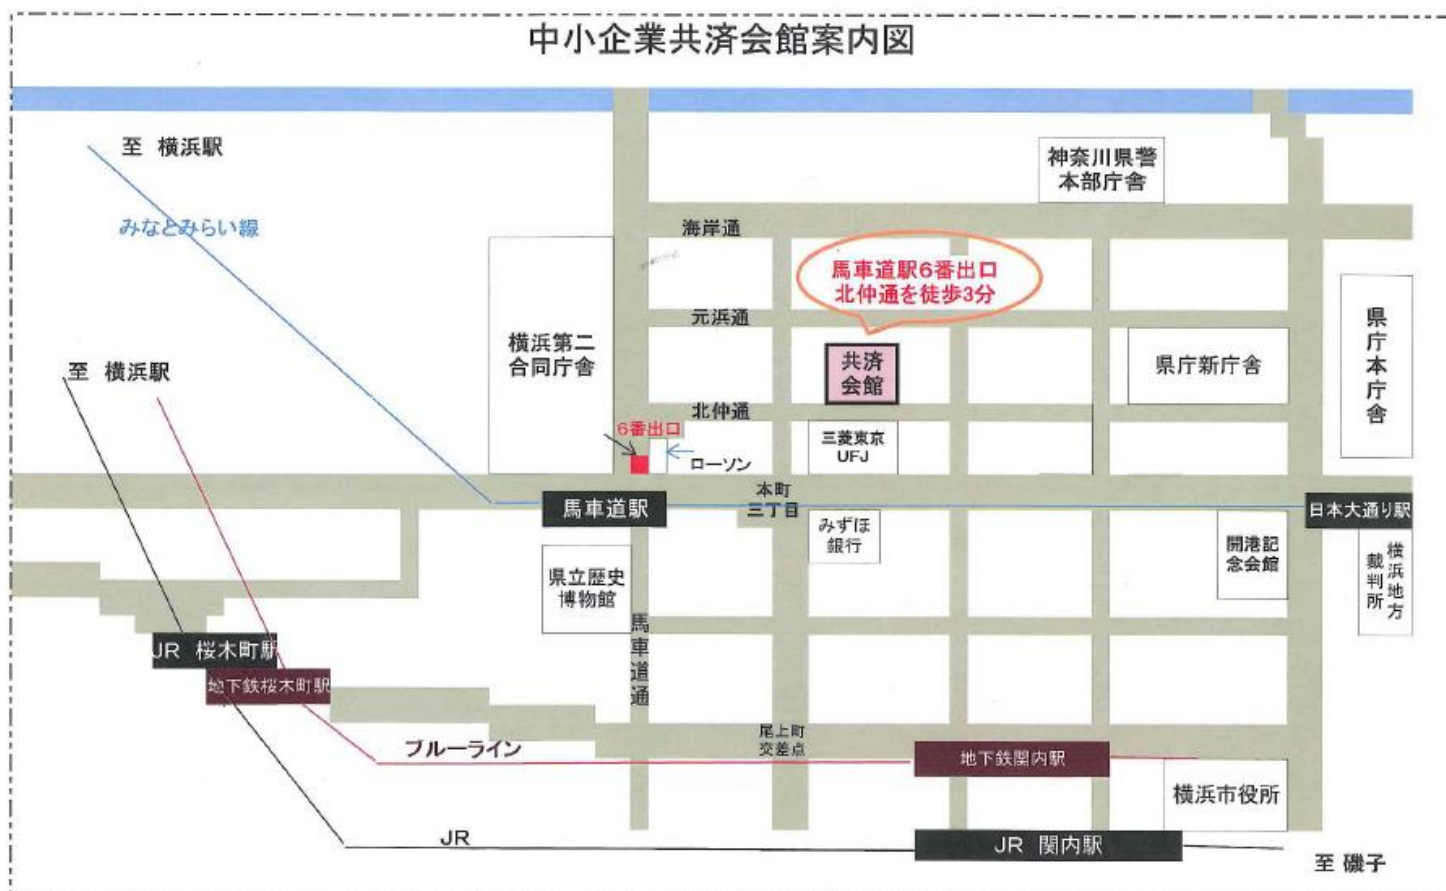 中小企業共済会館案内図
至 横浜駅
みなとみらい線
神奈川県警
本部庁舎
海岸通
馬車道駅6番出口
北仲通を徒歩3分
元浜通
横浜第二
合同庁舎
共済
会館
県庁新庁舎
県庁本庁舎
至 横浜駅
北仲通
6番出口
ローソン
三菱東京
UFJ
本町
三丁目
馬車道駅
日本大通り駅
みずほ
銀行
開港記
念会館
横浜地方
裁判所
県立歴史
博物館
馬車道通
JR 桜木町駅
地下鉄桜木町駅
尾上町
交差点
ブルーライン
地下鉄関内駅
横浜市役所
JR
JR 関内駅
至 磯子